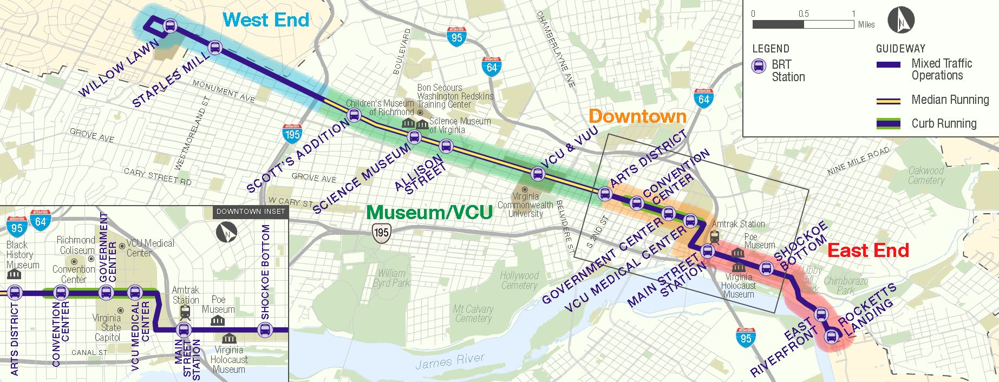 West End
WILLOW LAWN
STAPLES MILL
MONUMENT AVE
WESTMORELAND ST
GROVE AVE
CARY STREET RD
INTERSTATE
195
BOULEVARD
INTERSTATE
95
INTERSTATE
64
CHAMBERLAYNE AVE
Bon Secours
Washington Redskins
Training Center
Children's Museum
of Richmond
Science Museum
of Virginia
SCOTT'S ADDITION
SCIENCE MUSEUM
ALLISON
STREET
VCU & VUU
GROVE AVE
W CARY ST
Museum/VCU
Virginia
Commonwealth
University
BELVIDERE ST
195
Downtown
INTERSTATE
64
ARTS DISTRICT
CONVENTION
CENTER
S 2ND ST
GOVERNMENT CENTER
VCU MEDICAL CENTER
MAIN STREET
STATION
Amtrak Station
Poe
Museum
Virginia
Holocaust
Museum
SHOCKOE
BOTTOM
East End
NINE MILE ROAD
Oakwood
Cemetery
Libby
Hill
Park
Chimborazo
Park
EAST
RIVERFRONT
ROCKETTS
LANDING
INTERSTATE
95
William
Byrd Park
Hollywood
Cemetery
Mt Calvary
Cemetery
James River
0
0.5
1
Miles
N
LEGEND
BRT
Station
GUIDEWAY
Mixed Traffic
Operations
Median Running
Curb Running
DOWNTOWN INSET
N
INTERSTATE
95
INTERSTATE
64
Black
History
Museum
Richmond
Coliseum
Convention
Center
GOVERNMENT
CENTER
VCU Medical
Center
SHOCKOE BOTTOM
Amtrak
Station
Poe
Museum
Virginia
State
Capitol
ARTS DISTRICT
CONVENTION
CENTER
VCU MEDICAL
CENTER
MAIN
STREET
STATION
Virginia
Holocaust
Museum
CANAL ST